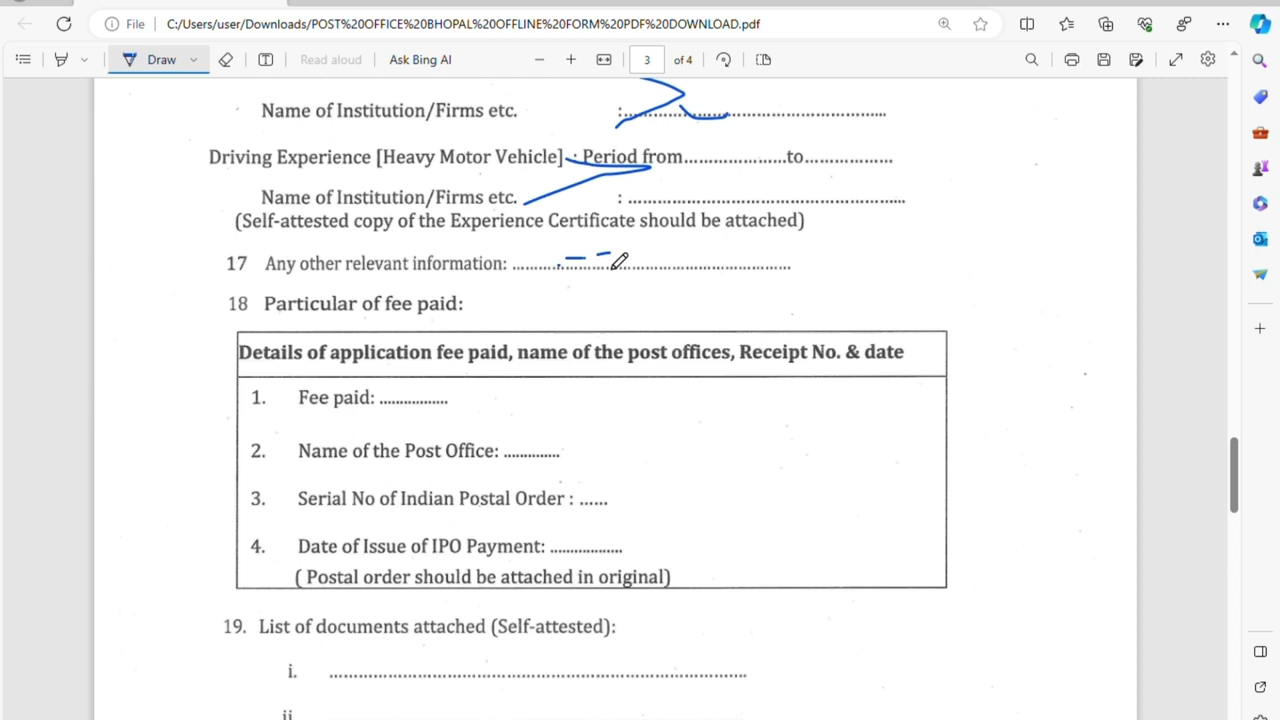 File
C:/Users/user/Downloads/POST%20OFFICE%20BHOPAL%20OFFLINE%20FORM%20PDF%20DOWNLOAD.pdf
Draw
Read aloud
Ask Bing AI
3
of 4
Name of Institution/Firms etc. :...............................................................
Driving Experience [Heavy Motor Vehicle] : Period from.....................to..................
Name of Institution/Firms etc. : .................................................................
(Self-attested copy of the Experience Certificate should be attached)
17 Any other relevant information: .................................................................
18 Particular of fee paid:
Details of application fee paid, name of the post offices, Receipt No. & date
1. Fee paid: .................
2. Name of the Post Office: ..............
3. Serial No of Indian Postal Order : ......
4. Date of Issue of IPO Payment: ..................
( Postal order should be attached in original)
19. List of documents attached (Self-attested):
i. .................................................................................
ii